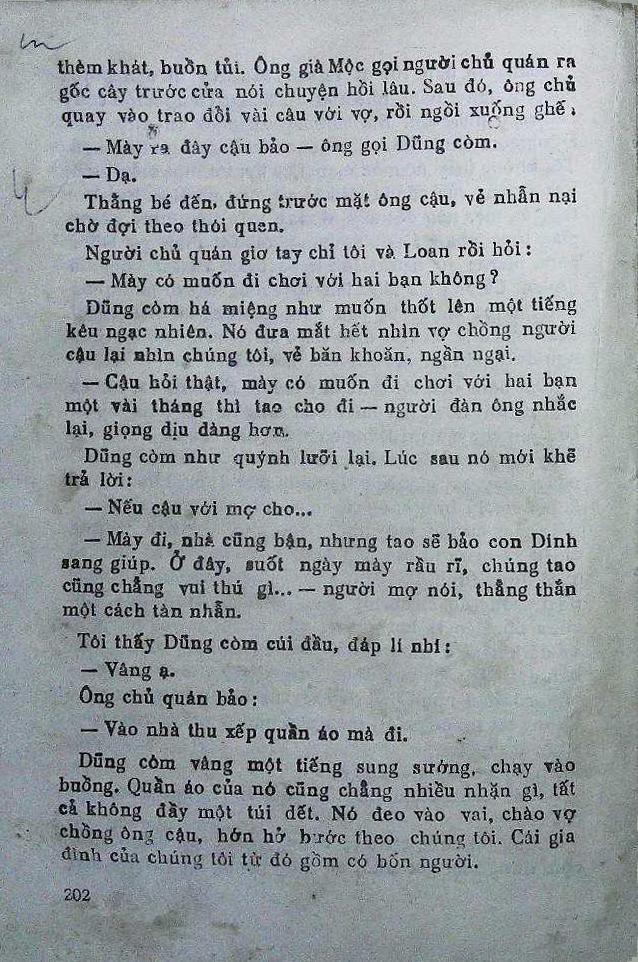 thèm khát, buồn tủi. Ông già Mộc gọi người chủ quán ra
gốc cây trước cửa nói chuyện hồi lâu. Sau đó, ông chủ
quay vào trao đổi vài câu với vợ, rồi ngồi xuống ghế.
— Mày ra đây cậu bảo — ông gọi Dũng còm.
— Dạ.
Thằng bé đến, đứng trước mặt ông cậu, vẻ nhẫn nại
chờ đợi theo thói quen.
Người chủ quán giơ tay chỉ tôi và Loan rồi hỏi :
— Mày có muốn đi chơi với hai bạn không ?
Dũng còm há miệng như muốn thốt lên một tiếng
kêu ngạc nhiên. Nó đưa mắt hết nhìn vợ chồng người
cậu lại nhìn chúng tôi, vẻ băn khoăn, ngần ngại.
— Cậu hỏi thật, mày có muốn đi chơi với hai bạn
một vài tháng thì tao cho đi — người đàn ông nhắc
lại, giọng dịu dàng hơn.
Dũng còm như quýnh lưỡi lại. Lúc sau nó mới khẽ
trả lời :
— Nếu cậu với mợ cho...
— Mày đi, nhà cũng bận, nhưng tao sẽ bảo con Dinh
sang giúp. Ở đây, suốt ngày mày rầu rĩ, chúng tao
cũng chẳng vui thú gì... — người mợ nói, thẳng thắn
một cách tàn nhẫn.
Tôi thấy Dũng còm cúi đầu, đáp lí nhí :
— Vâng ạ.
Ông chủ quán bảo :
— Vào nhà thu xếp quần áo mà đi.
Dũng còm vâng một tiếng sung sướng, chạy vào
buồng. Quần áo của nó cũng chẳng nhiều nhặn gì, tất
cả không đầy một túi dết. Nó đeo vào vai, chào vợ
chồng ông cậu, hớn hở bước theo chúng tôi. Cái gia
đình của chúng tôi từ đó gồm có bốn người.
202